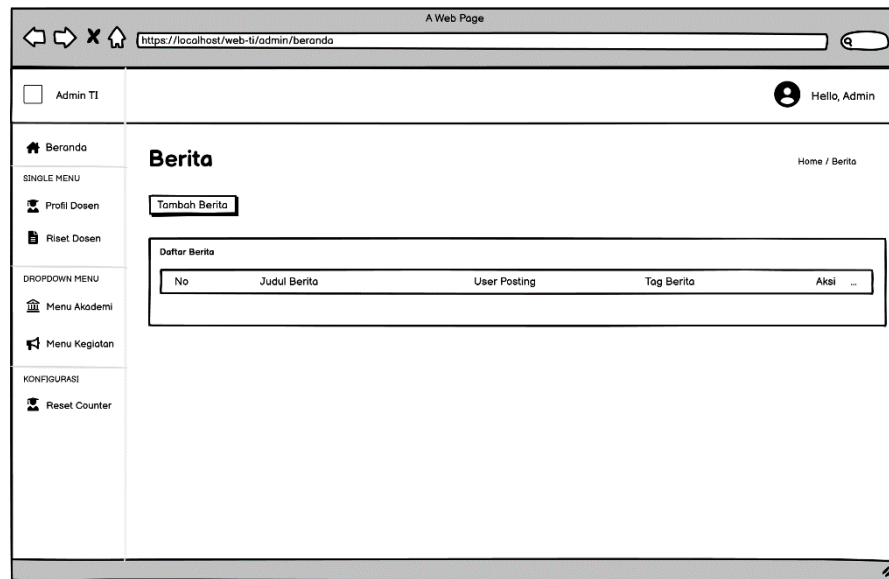 A Web Page
https://localhost/web-ti/admin/beranda
Admin TI
Hello, Admin
Beranda
SINGLE MENU
Profil Dosen
Riset Dosen
DROPDOWN MENU
Menu Akademi
Menu Kegiatan
KONFIGURASI
Reset Counter
Berita
Home / Berita
Tambah Berita
Daftar Berita
No Judul Berita User Posting Tag Berita Aksi ...